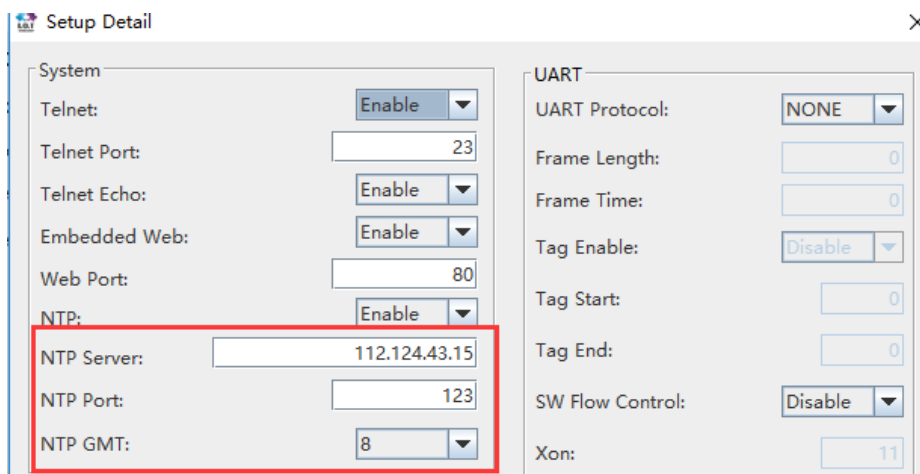 Setup Detail
System
Telnet: Enable
Telnet Port: 23
Telnet Echo: Enable
Embedded Web: Enable
Web Port: 80
NTP: Enable
NTP Server: 112.124.43.15
NTP Port: 123
NTP GMT: 8
UART
UART Protocol: NONE
Frame Length: 0
Frame Time: 0
Tag Enable: Disable
Tag Start: 0
Tag End: 0
SW Flow Control: Disable
Xon: 11